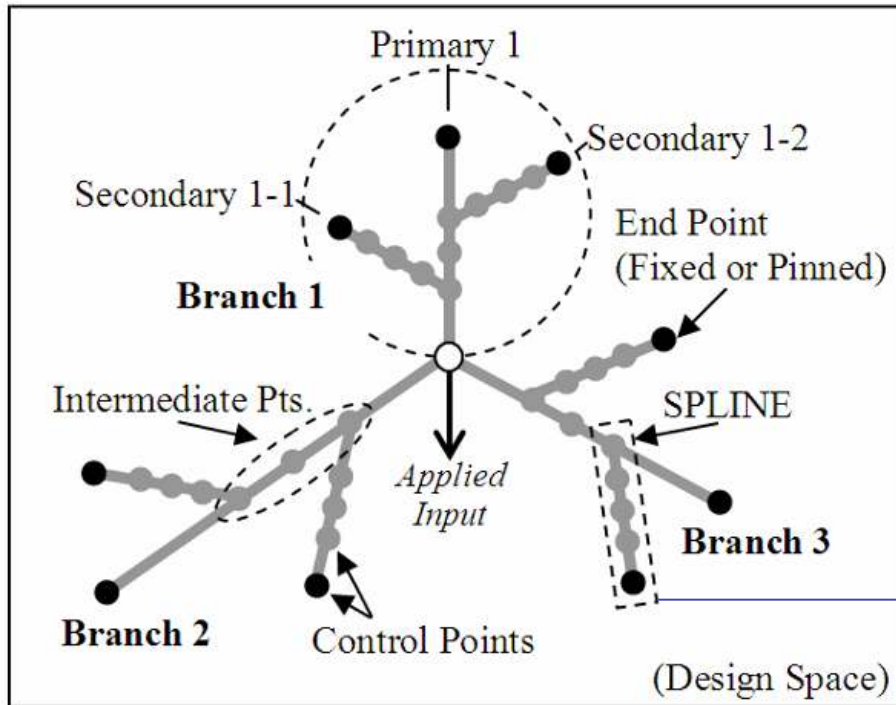 Primary 1
Secondary 1-2
Secondary 1-1
End Point
(Fixed or Pinned)
Branch 1
Intermediate Pts.
SPLINE
Applied
Input
Branch 3
Branch 2
Control Points
(Design Space)